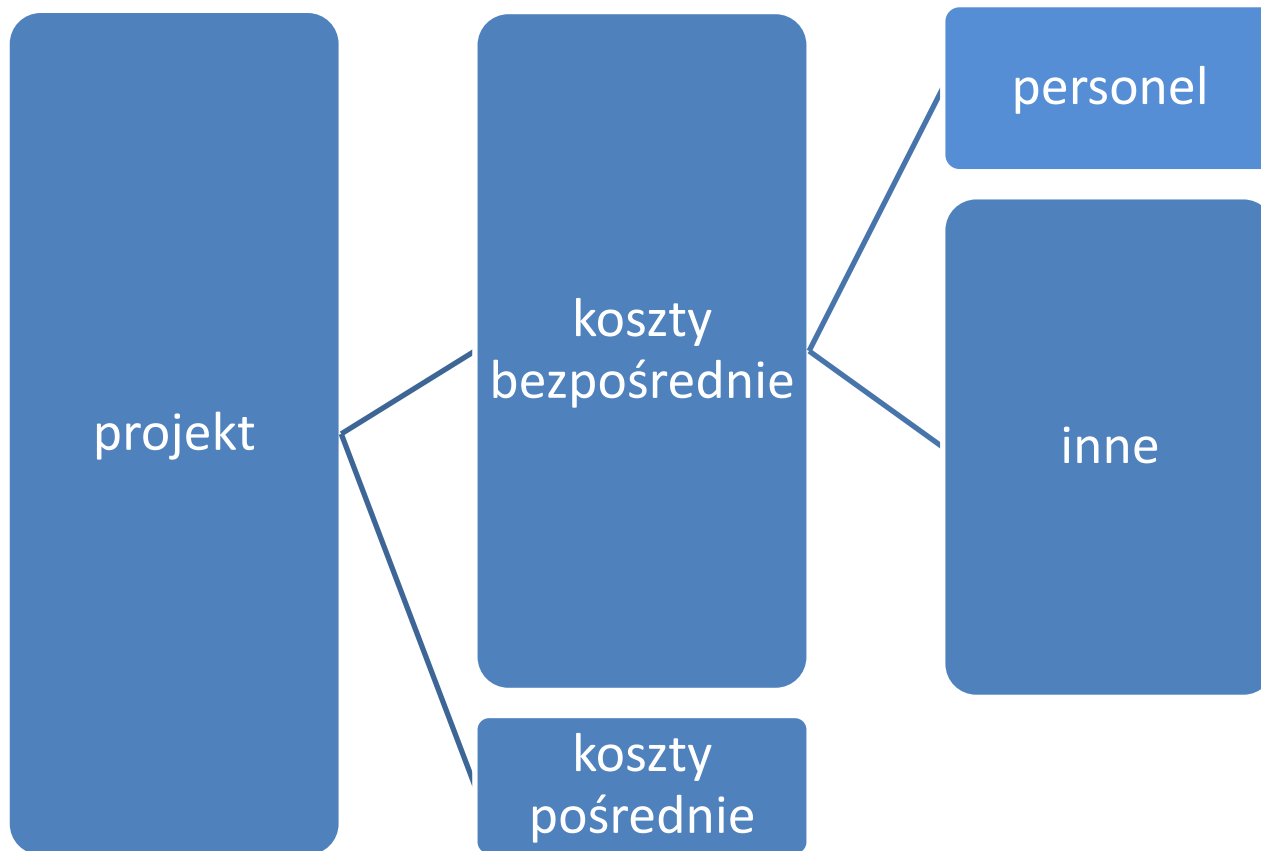 projekt
koszty
bezpośrednie
koszty
pośrednie
personel
inne